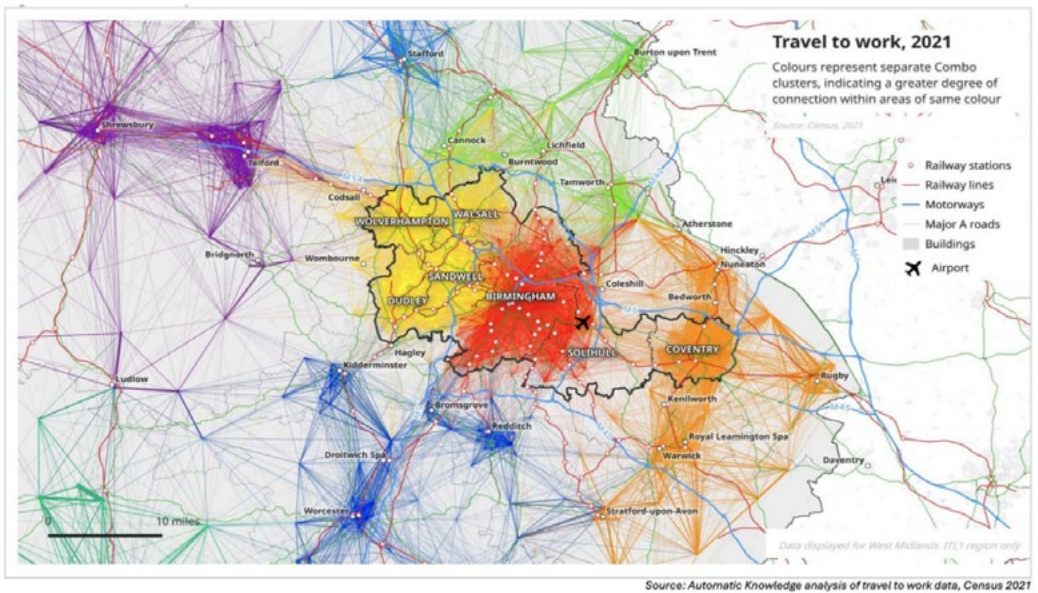 Travel to work, 2021
Colours represent separate Combo
clusters, indicating a greater degree of
connection within areas of same colour
Source: Census, 2021
Railway stations
Railway lines
Motorways
Major A roads
Buildings
Airport
Stafford
Burton upon Trent
Shrewsbury
Telford
Cannock
Lichfield
Burntwood
Tamworth
M54
Codsall
WOLVERHAMPTON
WALSALL
Atherstone
Bridgnorth
Wombourne
Hinckley
Nuneaton
M69
SANDWELL
DUDLEY
BIRMINGHAM
Coleshill
Bedworth
M6
Hagley
SOLIHULL
COVENTRY
Kidderminster
Ludlow
Rugby
Bromsgrove
Kenilworth
M45
Redditch
Royal Leamington Spa
Droitwich Spa
Warwick
Daventry
Worcester
Stratford-upon-Avon
0 10 miles
Data displayed for West Midlands ITL1 region only
Source: Automatic Knowledge analysis of travel to work data, Census 2021